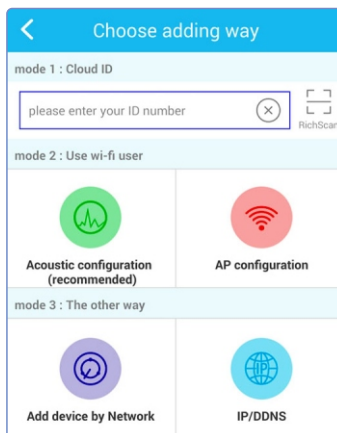 Choose adding way
mode 1 : Cloud ID
please enter your ID number
RichScan
mode 2 : Use wi-fi user
Acoustic configuration
(recommended)
AP configuration
mode 3 : The other way
IP
Add device by Network
IP/DDNS